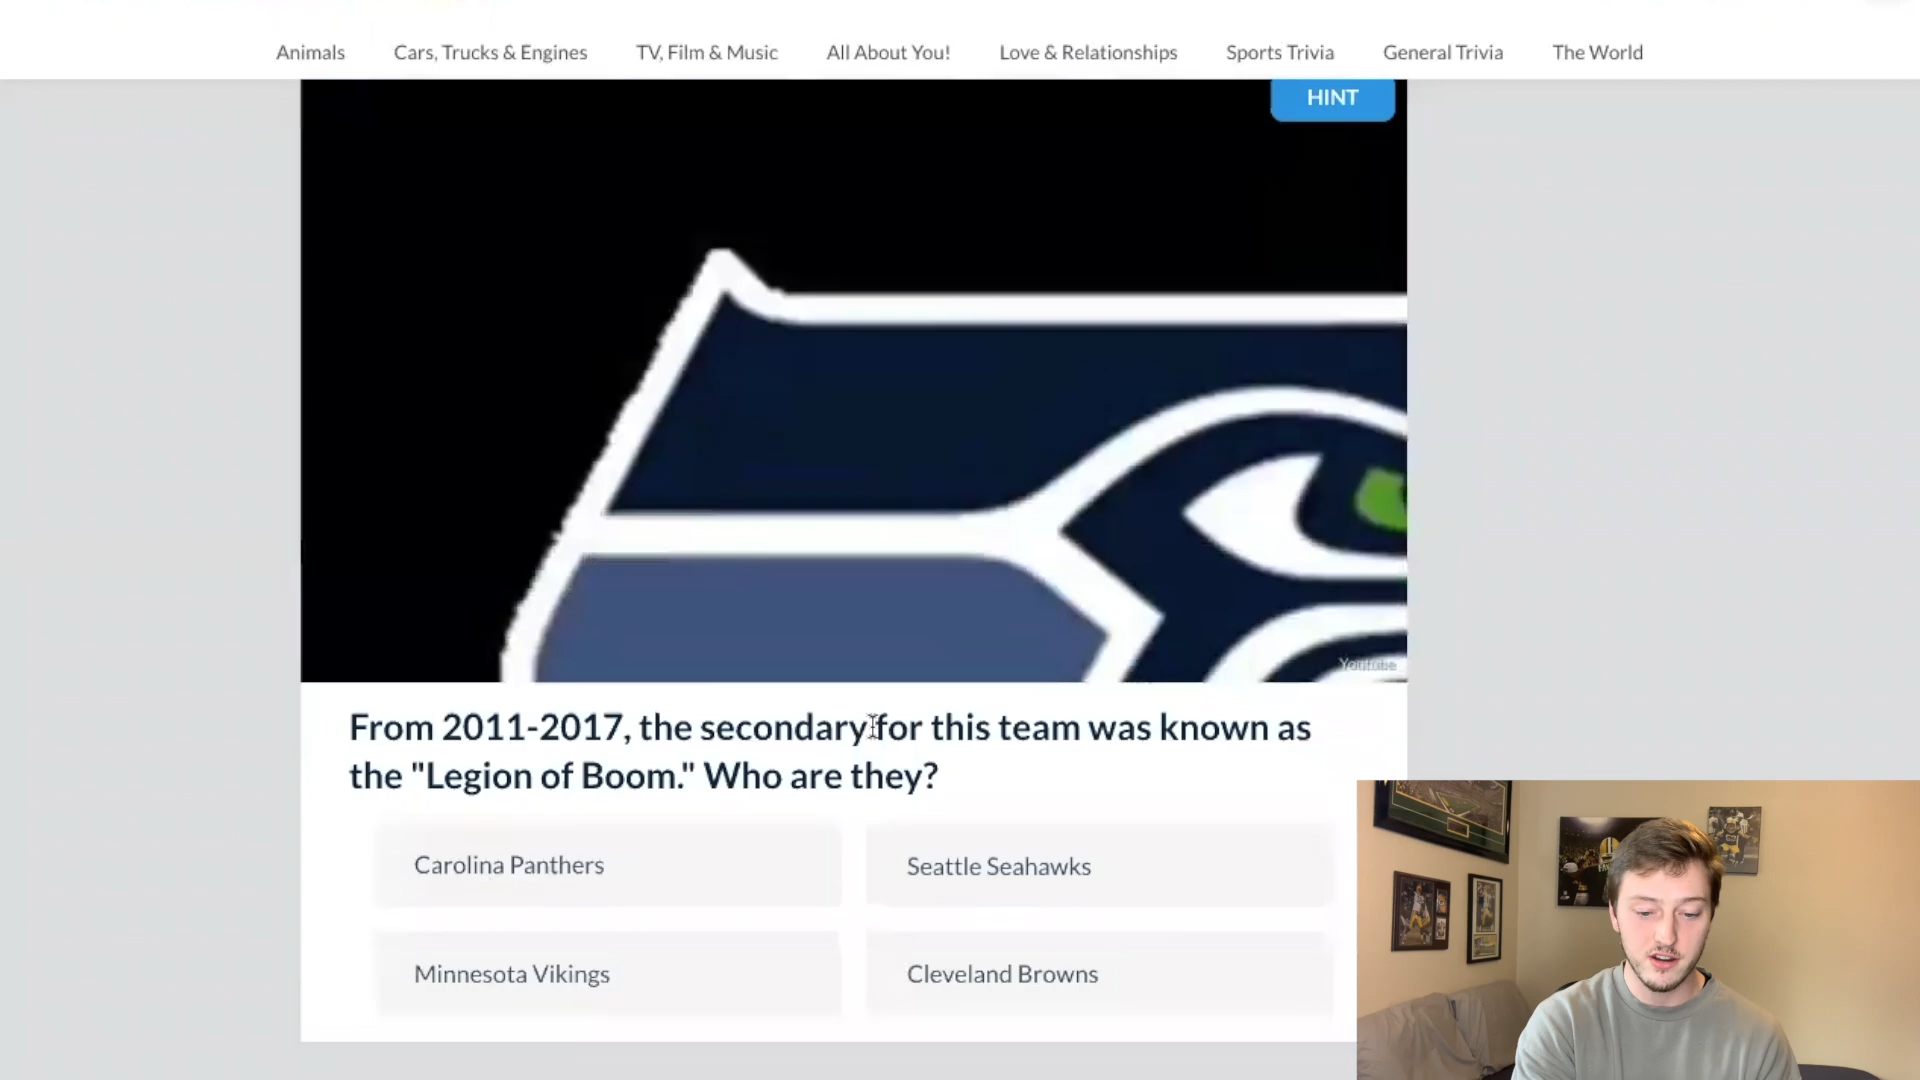 Animals Cars, Trucks & Engines TV, Film & Music All About You! Love & Relationships Sports Trivia General Trivia The World
HINT
Youtube
From 2011-2017, the secondary for this team was known as
the "Legion of Boom." Who are they?
Carolina Panthers Seattle Seahawks
Minnesota Vikings Cleveland Browns